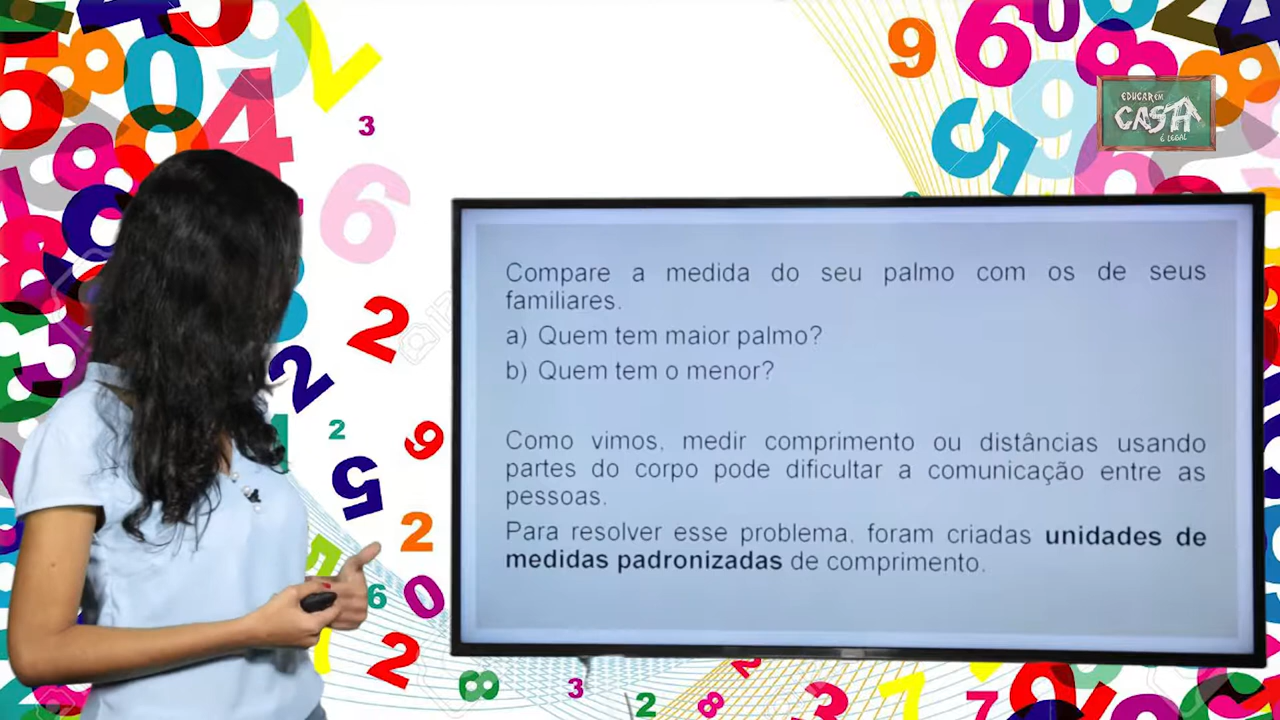 EDUCAR EM
CASA
É LEGAL
Compare a medida do seu palmo com os de seus
familiares.
a) Quem tem maior palmo?
b) Quem tem o menor?
Como vimos, medir comprimento ou distâncias usando
partes do corpo pode dificultar a comunicação entre as
pessoas.
Para resolver esse problema, foram criadas unidades de
medidas padronizadas de comprimento.